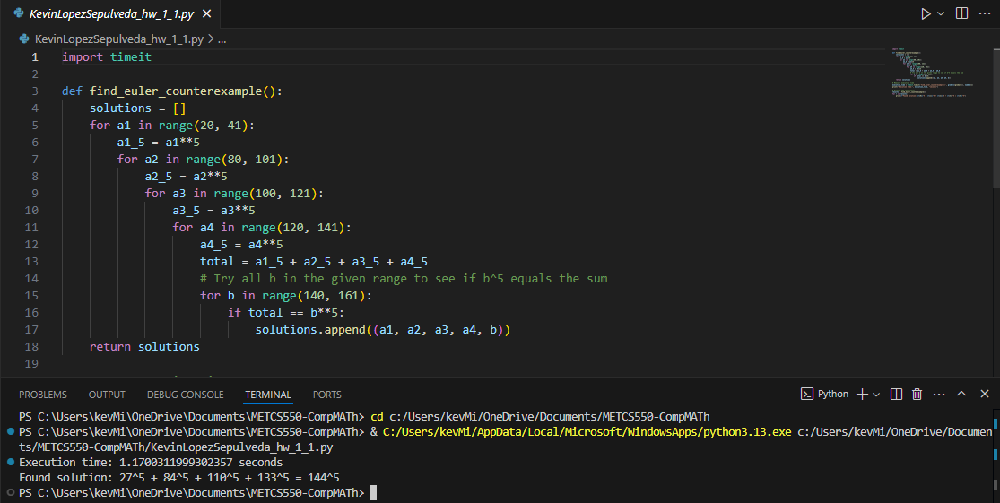 KevinLopezSepulveda_hw_1_1.py ×
KevinLopezSepulveda_hw_1_1.py > ...
1 import timeit
2
3 def find_euler_counterexample():
4     solutions = []
5     for a1 in range(20, 41):
6         a1_5 = a1**5
7         for a2 in range(80, 101):
8             a2_5 = a2**5
9             for a3 in range(100, 121):
10                 a3_5 = a3**5
11                 for a4 in range(120, 141):
12                     a4_5 = a4**5
13                     total = a1_5 + a2_5 + a3_5 + a4_5
14                     # Try all b in the given range to see if b^5 equals the sum
15                     for b in range(140, 161):
16                         if total == b**5:
17                             solutions.append((a1, a2, a3, a4, b))
18     return solutions
19
PROBLEMS OUTPUT DEBUG CONSOLE TERMINAL PORTS Python
PS C:\Users\kevMi\OneDrive\Documents\METCS550-CompMATh> cd c:/Users/kevMi/OneDrive/Documents/METCS550-CompMATh
PS C:\Users\kevMi\OneDrive\Documents\METCS550-CompMATh> & C:/Users/kevMi/AppData/Local/Microsoft/WindowsApps/python3.13.exe c:/Users/kevMi/OneDrive/Documen
ts/METCS550-CompMATh/KevinLopezSepulveda_hw_1_1.py
Execution time: 1.1700311999302357 seconds
Found solution: 27^5 + 84^5 + 110^5 + 133^5 = 144^5
PS C:\Users\kevMi\OneDrive\Documents\METCS550-CompMATh>